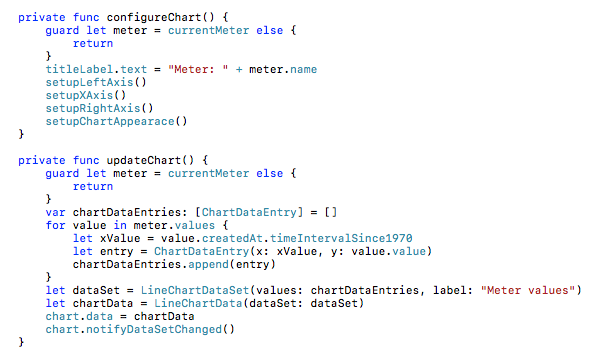 private func configureChart() {
guard let meter = currentMeter else {
return
}
titleLabel.text = "Meter: " + meter.name
setupLeftAxis()
setupXAxis()
setupRightAxis()
setupChartAppearace()
}
private func updateChart() {
guard let meter = currentMeter else {
return
}
var chartDataEntries: [ChartDataEntry] = []
for value in meter.values {
let xValue = value.createdAt.timeIntervalSince1970
let entry = ChartDataEntry(x: xValue, y: value.value)
chartDataEntries.append(entry)
}
let dataSet = LineChartDataSet(values: chartDataEntries, label: "Meter values")
let chartData = LineChartData(dataSet: dataSet)
chart.data = chartData
chart.notifyDataSetChanged()
}